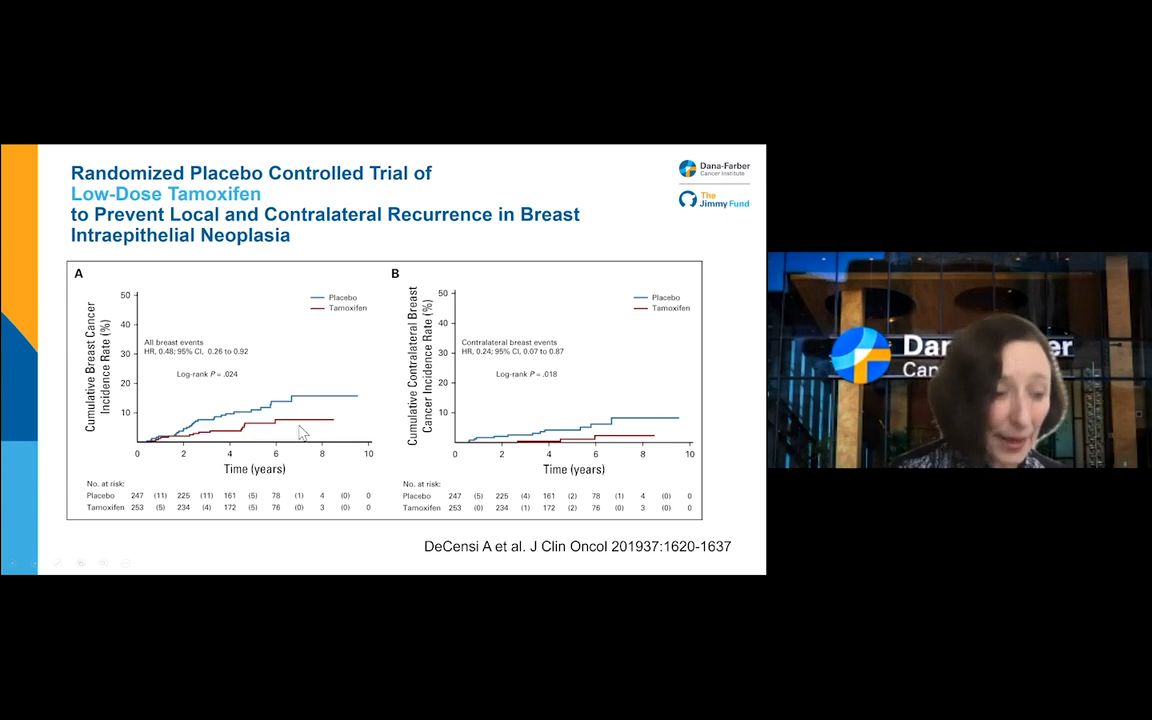 Randomized Placebo Controlled Trial of
Low-Dose Tamoxifen
to Prevent Local and Contralateral Recurrence in Breast
Intraepithelial Neoplasia
Dana-Farber
Cancer Institute
The
Jimmy Fund
A
Cumulative Breast Cancer
Incidence Rate (%)
50
40
30
20
10
Placebo
Tamoxifen
All breast events
HR, 0.48; 95% CI, 0.26 to 0.92
Log-rank P = .024
0 2 4 6 8 10
Time (years)
No. at risk:
Placebo 247 (11) 225 (11) 161 (5) 78 (1) 4 (0) 0
Tamoxifen 253 (5) 234 (4) 172 (5) 76 (0) 3 (0) 0
B
Cumulative Contralateral Breast
Cancer Incidence Rate (%)
50
40
30
20
10
Placebo
Tamoxifen
Contralateral breast events
HR, 0.24; 95% CI, 0.07 to 0.87
Log-rank P = .018
0 2 4 6 8 10
Time (years)
No. at risk:
Placebo 247 (5) 225 (4) 161 (2) 78 (1) 4 (0) 0
Tamoxifen 253 (0) 234 (1) 172 (2) 76 (0) 3 (0) 0
DeCensi A et al. J Clin Oncol 201937:1620-1637
Dar
Can